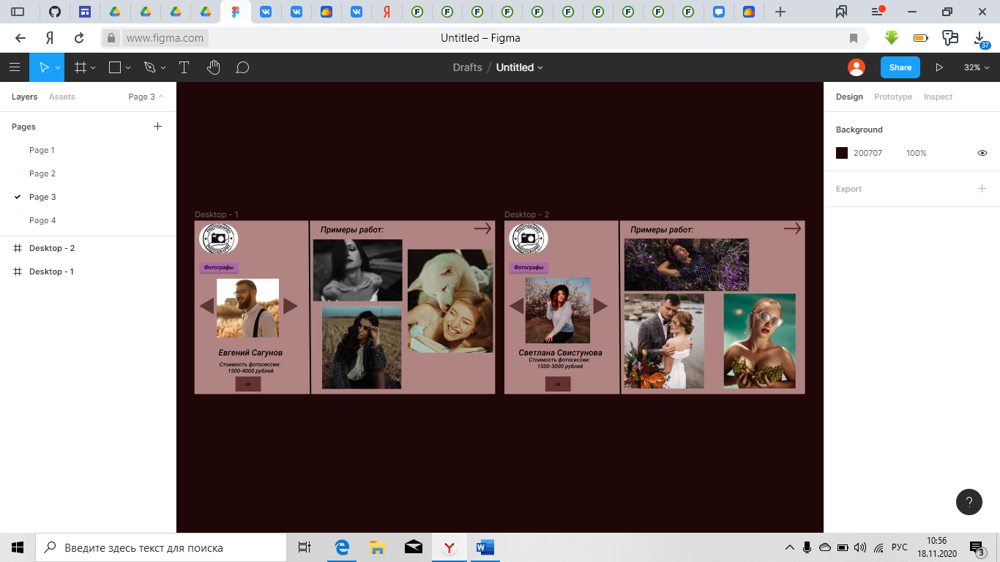 www.figma.com
Untitled – Figma
37
Drafts / Untitled
Share
32%
Layers
Assets
Page 3
Pages
Page 1
Page 2
Page 3
Page 4
Desktop - 2
Desktop - 1
Desktop - 1
PHOTOGRAPHY
PHOTOGRAPHY
Фотографы
Евгений Сагунов
Стоимость фотосессии:
1500-4000 рублей
ОК
Примеры работ:
Desktop - 2
PHOTOGRAPHY
PHOTOGRAPHY
Фотографы
Светлана Свистунова
Стоимость фотосессии:
1500-3000 рублей
ОК
Примеры работ:
Design
Prototype
Inspect
Background
200707
100%
Export
?
Введите здесь текст для поиска
РУС
10:56
18.11.2020
3